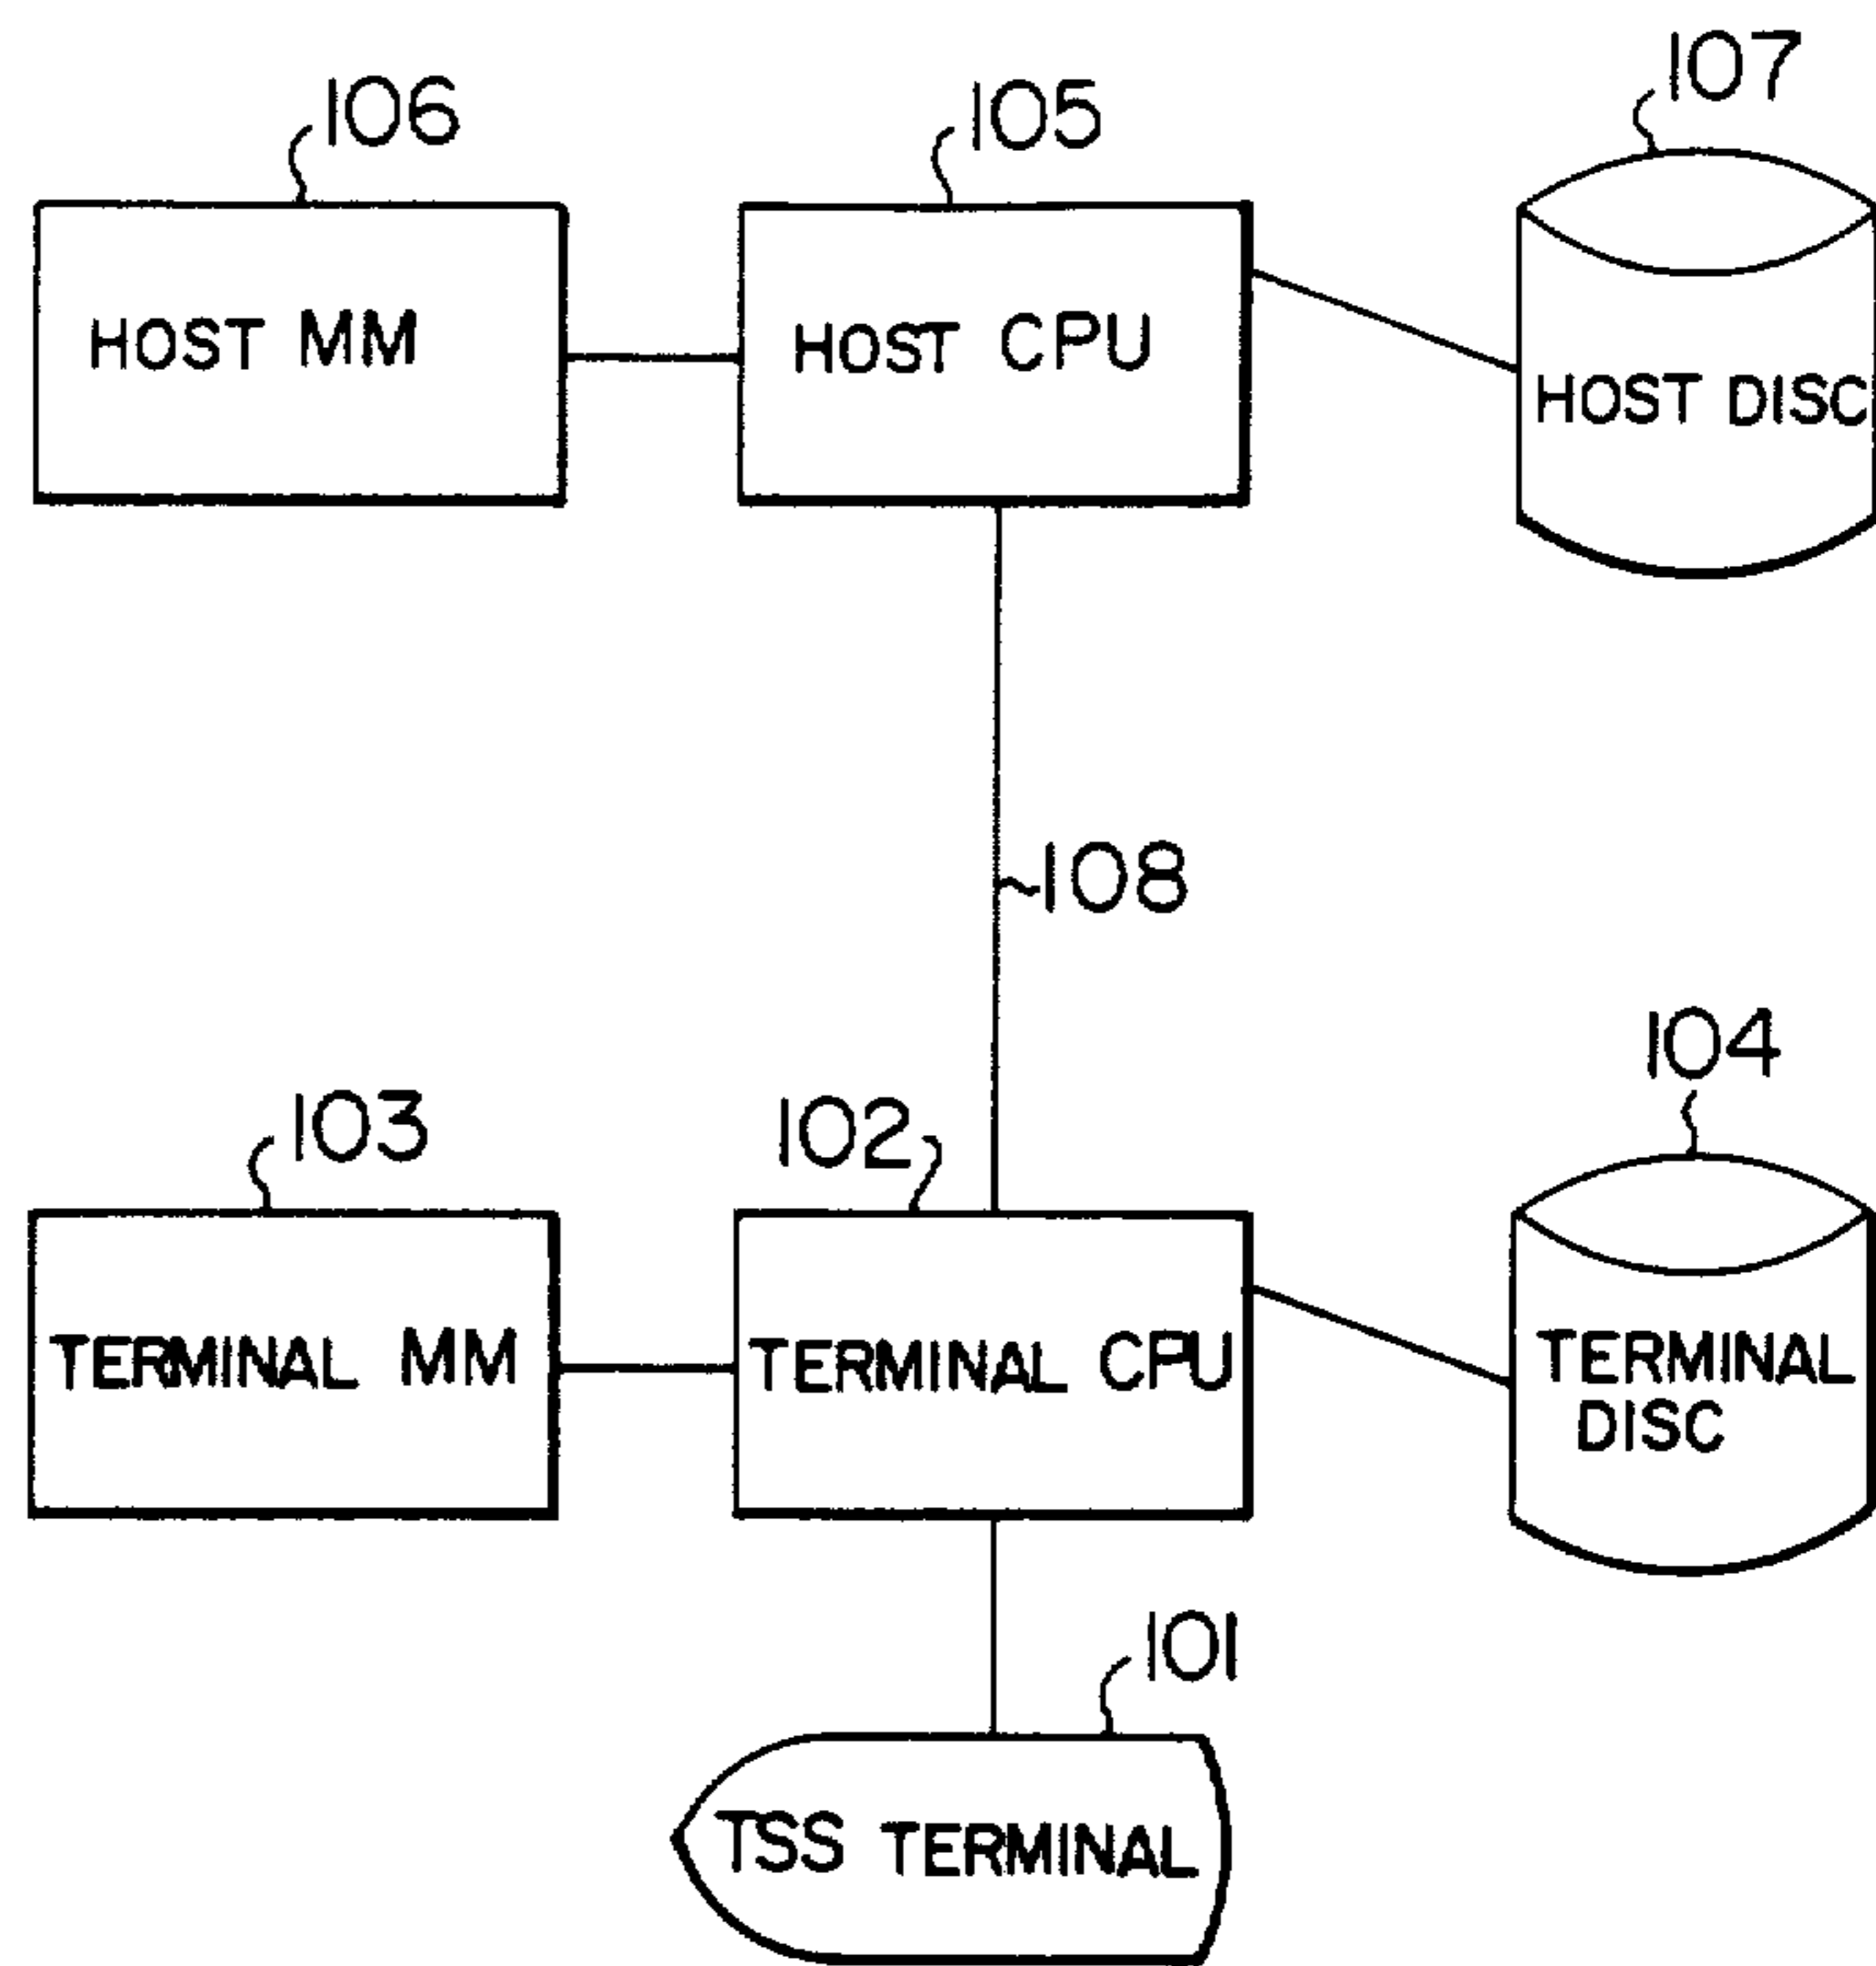 106
105
107
HOST MM
HOST CPU
HOST DISC
108
104
103
102
TERMINAL MM
TERMINAL CPU
TERMINAL
DISC
101
TSS TERMINAL